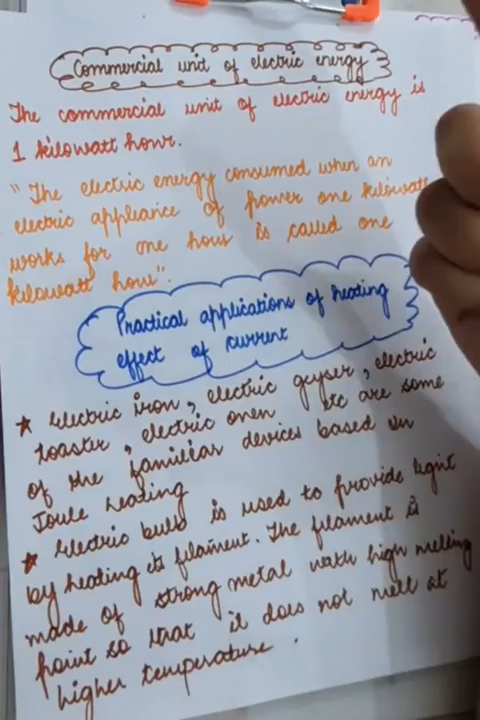 Commercial unit of electric energy
The commercial unit of electric energy is
1 kilowatt hour.
"The electric energy consumed when an
electric appliance of power one kilowatt
works for one hour is called one
kilowatt hour".
Practical applications of heating
effect of current
★ Electric iron, electric geyser, electric
toaster, electric oven etc are some
of the familiar devices based on
Joule heating
★ Electric bulb is used to provide light
by heating its filament. The filament is
made of strong metal with high melling
point so that it does not melt at
higher temperature.